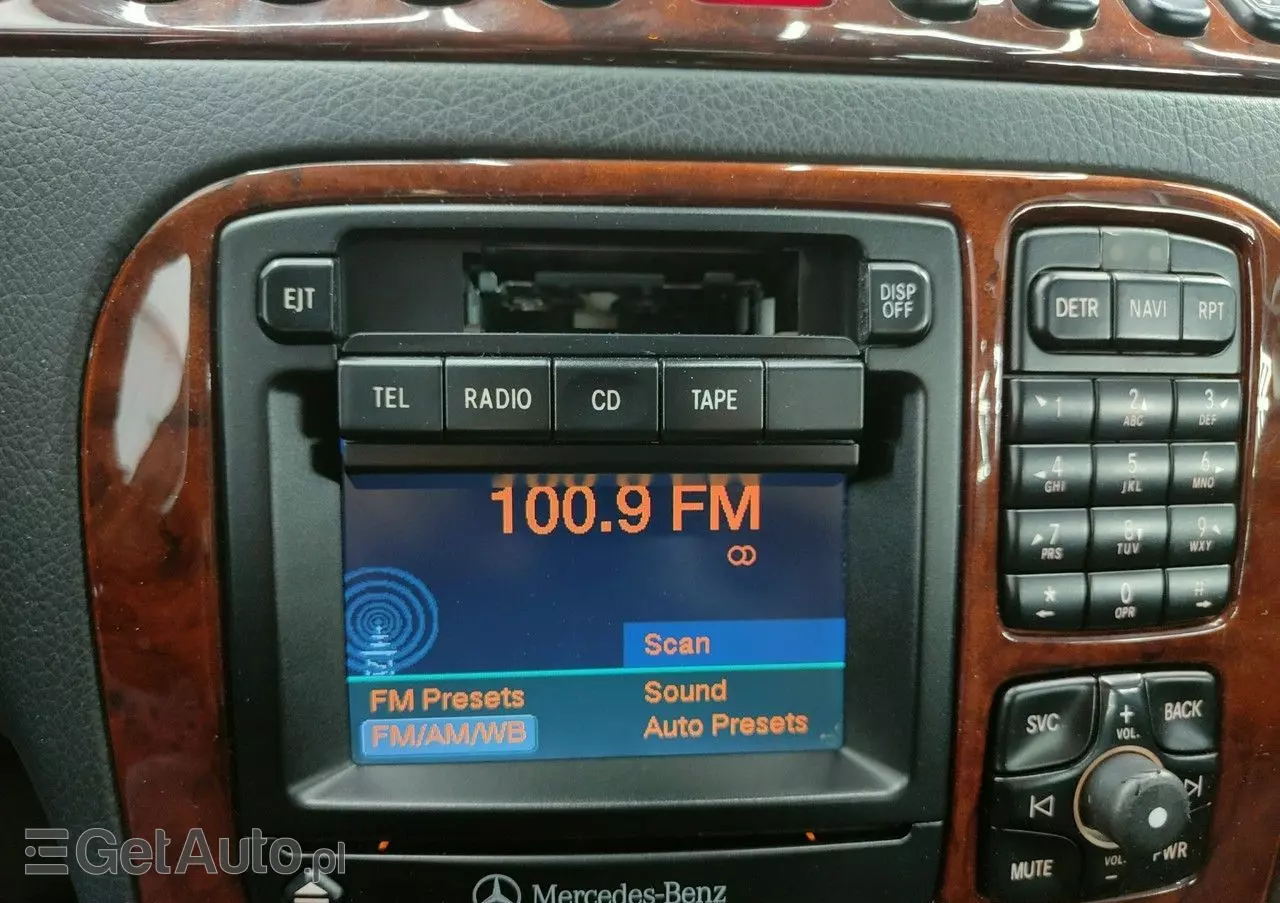 EJT
DISP
OFF
TEL RADIO CD TAPE
100.9 FM
Scan
FM Presets Sound
FM/AM/WB Auto Presets
DETR NAVI RPT
1 2 3
ABC DEF
4 5 6
GHI JKL MNO
7 8 9
PRS TUV WXY
* 0 #
OPR
SVC + BACK
VOL.
MUTE VOL. PWR
-
GetAuto.pl
Mercedes-Benz